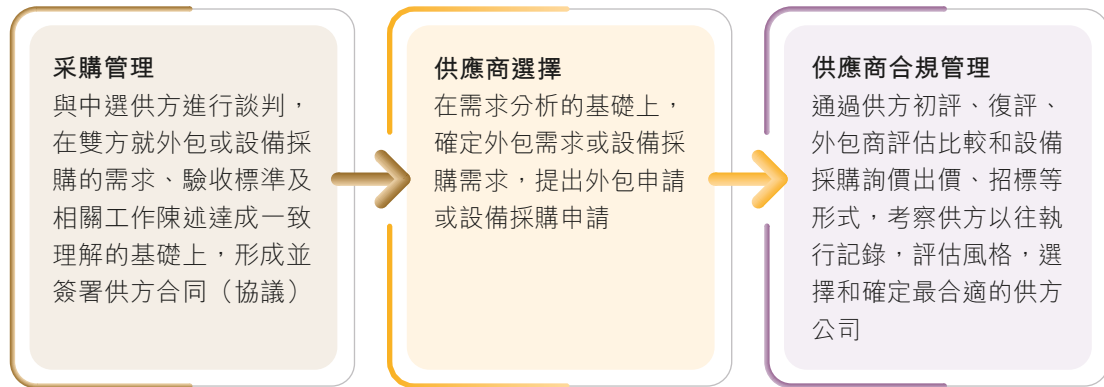 采購管理
與中選供方進行談判，
在雙方就外包或設備採
購的需求、驗收標準及
相關工作陳述達成一致
理解的基礎上，形成並
簽署供方合同（協議）
供應商選擇
在需求分析的基礎上，
確定外包需求或設備採
購需求，提出外包申請
或設備採購申請
供應商合規管理
通過供方初評、復評、
外包商評估比較和設備
採購詢價出價、招標等
形式，考察供方以往執
行記錄，評估風格，選
擇和確定最合適的供方
公司